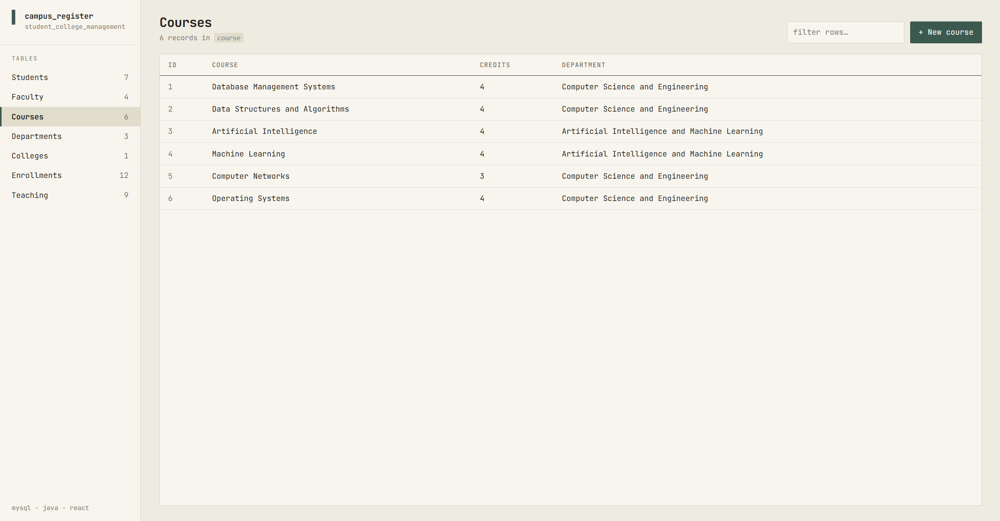 campus_register
student_college_management
TABLES
Students 7
Faculty 4
Courses 6
Departments 3
Colleges 1
Enrollments 12
Teaching 9
mysql · java · react
Courses
6 records in course
filter rows…
+ New course
ID COURSE CREDITS DEPARTMENT
1 Database Management Systems 4 Computer Science and Engineering
2 Data Structures and Algorithms 4 Computer Science and Engineering
3 Artificial Intelligence 4 Artificial Intelligence and Machine Learning
4 Machine Learning 4 Artificial Intelligence and Machine Learning
5 Computer Networks 3 Computer Science and Engineering
6 Operating Systems 4 Computer Science and Engineering